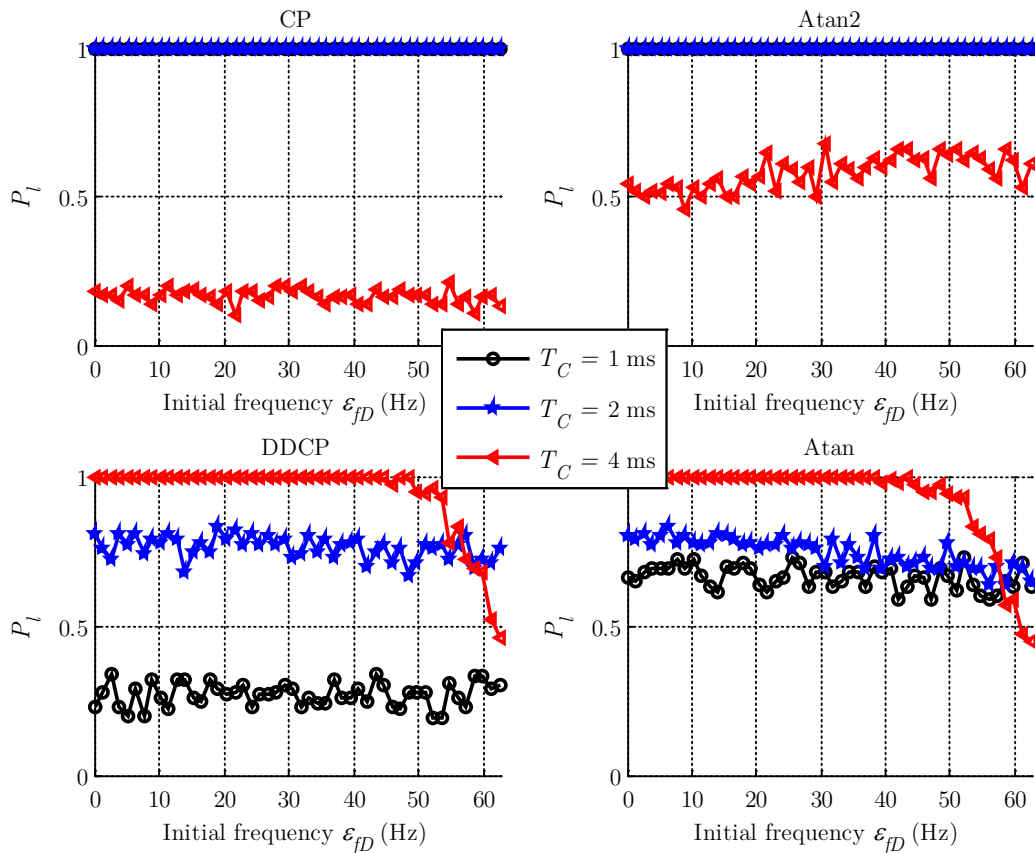 CP
1
0.5
0
P_l
0 10 20 30 40 50 60
Initial frequency ε_fD (Hz)
Atan2
1
0.5
0
P_l
0 10 20 30 40 50 60
Initial frequency ε_fD (Hz)
T_C = 1 ms
T_C = 2 ms
T_C = 4 ms
DDCP
1
0.5
0
P_l
0 10 20 30 40 50 60
Initial frequency ε_fD (Hz)
Atan
0.5
0
P_l
0 10 20 30 40 50 60
Initial frequency ε_fD (Hz)